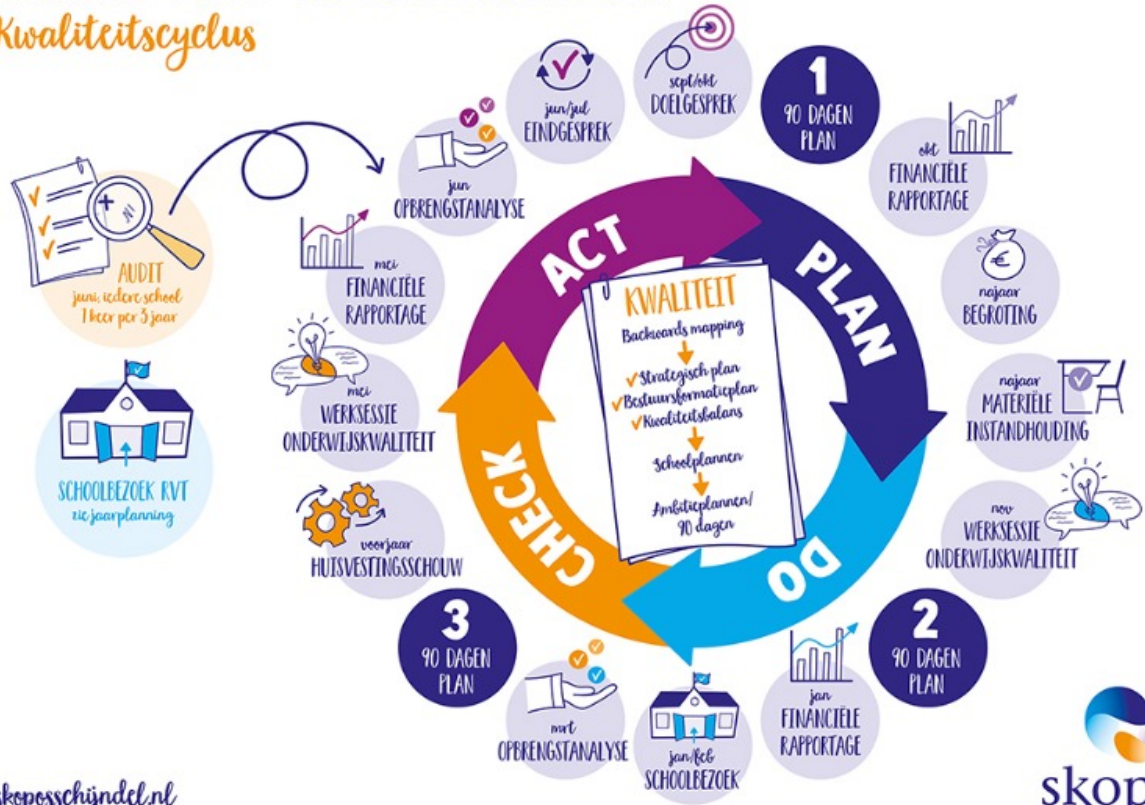 Kwaliteitscyclus
sept/okt
DOELGESPREK
1
90 DAGEN
PLAN
okt
FINANCIËLE
RAPPORTAGE
najaar
BEGROTING
najaar
MATERIËLE
INSTANDHOUDING
nov
WERKSESSIE
ONDERWIJSKWALITEIT
2
90 DAGEN
PLAN
jan
FINANCIËLE
RAPPORTAGE
jan/feb
SCHOOLBEZOEK
mrt
OPBRENGSTANALYSE
3
90 DAGEN
PLAN
voorjaar
HUISVESTINGSSCHOUW
mei
WERKSESSIE
ONDERWIJSKWALITEIT
mei
FINANCIËLE
RAPPORTAGE
jun
OPBRENGSTANALYSE
jun/jul
EINDGESPREK
AUDIT
juni, iedere school
1 keer per 3 jaar
SCHOOLBEZOEK RVT
zie jaarplanning
ACT
PLAN
DO
CHECK
KWALITEIT
Backwards mapping
Strategisch plan
Bestuursformatieplan
Kwaliteitsbalans
Schoolplannen
Ambitieplannen/
90 dagen
skoposschijndel.nl
skop